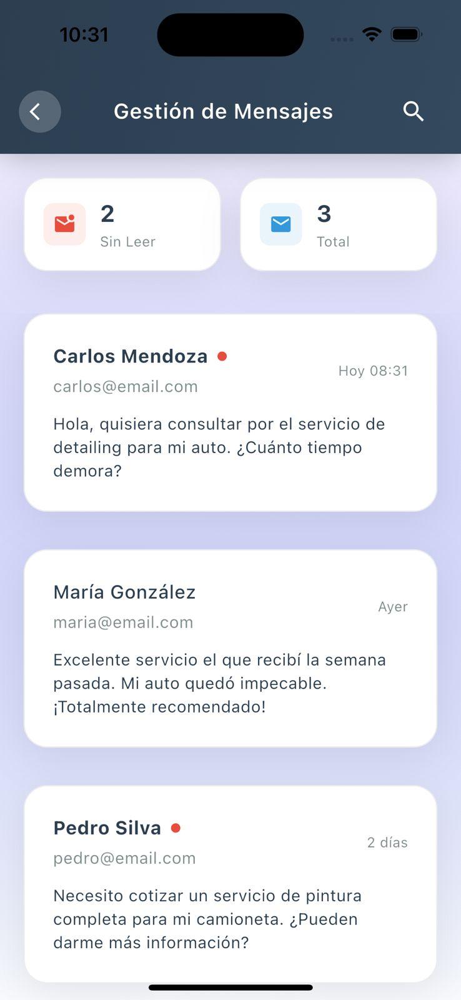 10:31
Gestión de Mensajes
2
Sin Leer
3
Total
Carlos Mendoza
Hoy 08:31
carlos@email.com
Hola, quisiera consultar por el servicio de
detailing para mi auto. ¿Cuánto tiempo
demora?
María González
Ayer
maria@email.com
Excelente servicio el que recibí la semana
pasada. Mi auto quedó impecable.
¡Totalmente recomendado!
Pedro Silva
2 días
pedro@email.com
Necesito cotizar un servicio de pintura
completa para mi camioneta. ¿Pueden
darme más información?